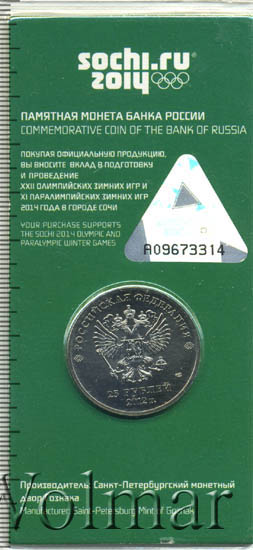 sochi.ru
2014
ПАМЯТНАЯ МОНЕТА БАНКА РОССИИ
COMMEMORATIVE COIN OF THE BANK OF RUSSIA
ПОКУПАЯ ОФИЦИАЛЬНУЮ ПРОДУКЦИЮ,
ВЫ ВНОСИТЕ ВКЛАД В ПОДГОТОВКУ
И ПРОВЕДЕНИЕ
XXII ОЛИМПИЙСКИХ ЗИМНИХ ИГР И
XI ПАРАЛИМПИЙСКИХ ЗИМНИХ ИГР
2014 ГОДА В ГОРОДЕ СОЧИ
YOUR PURCHASE SUPPORTS
THE SOCHI 2014 OLYMPIC AND
PARALYMPIC WINTER GAMES
A09673314
РОССИЙСКАЯ ФЕДЕРАЦИЯ
25 РУБЛЕЙ
2012 г.
Производитель: Санкт-Петербургский монетный
двор Гознака
Manufacturer: Saint-Petersburg Mint of Goznak
Volmar